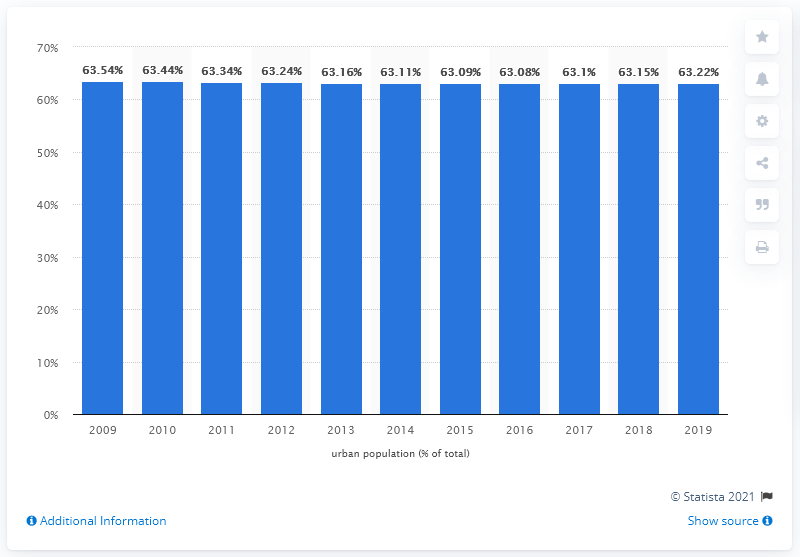 70%
63.54% 63.44% 63.34% 63.24% 63.16% 63.11% 63.09% 63.08% 63.1% 63.15% 63.22%
60%
50%
40%
30%
20%
10%
0%
2009 2010 2011 2012 2013 2014 2015 2016 2017 2018 2019
urban population (% of total)
© Statista 2021
Additional Information Show source